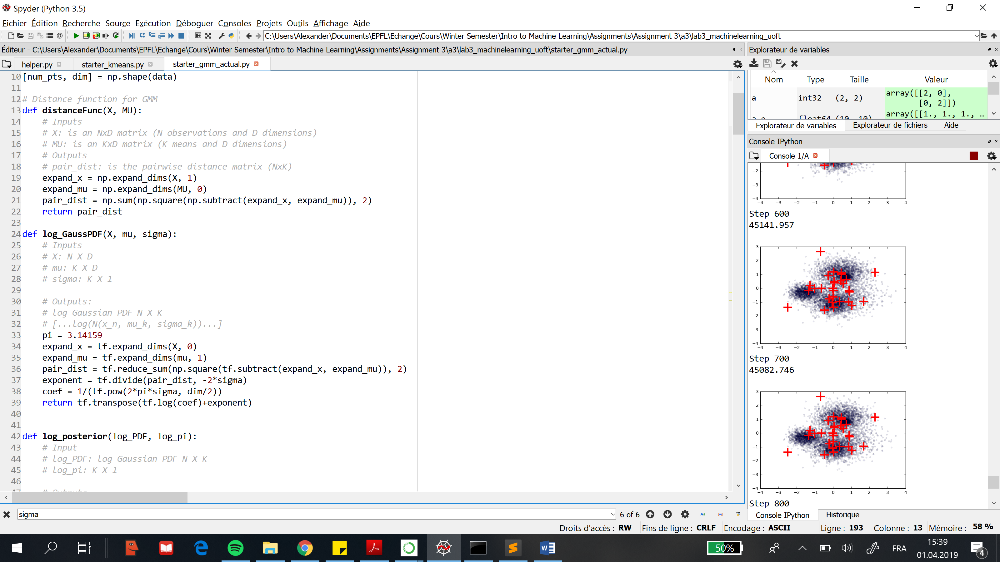 Spyder (Python 3.5)
Fichier Édition Recherche Source Exécution Déboguer Consoles Projets Outils Affichage Aide
C:\Users\Alexander\Documents\EPFL\Echange\Cours\Winter Semester\Intro to Machine Learning\Assignments\Assignment 3\a3\lab3_machinelearning_uoft
Éditeur - C:\Users\Alexander\Documents\EPFL\Echange\Cours\Winter Semester\Intro to Machine Learning\Assignments\Assignment 3\a3\lab3_machinelearning_uoft\starter_gmm_actual.py
helper.py starter_kmeans.py starter_gmm_actual.py
10 [num_pts, dim] = np.shape(data)
11
12 # Distance function for GMM
13 def distanceFunc(X, MU):
14 # Inputs
15 # X: is an NxD matrix (N observations and D dimensions)
16 # MU: is an KxD matrix (K means and D dimensions)
17 # Outputs
18 # pair_dist: is the pairwise distance matrix (NxK)
19 expand_x = np.expand_dims(X, 1)
20 expand_mu = np.expand_dims(MU, 0)
21 pair_dist = np.sum(np.square(np.subtract(expand_x, expand_mu)), 2)
22 return pair_dist
23
24 def log_GaussPDF(X, mu, sigma):
25 # Inputs
26 # X: N X D
27 # mu: K X D
28 # sigma: K X 1
29
30 # Outputs:
31 # log Gaussian PDF N X K
32 # [...log(N(x_n, mu_k, sigma_k))...]
33 pi = 3.14159
34 expand_x = tf.expand_dims(X, 0)
35 expand_mu = tf.expand_dims(mu, 1)
36 pair_dist = tf.reduce_sum(np.square(tf.subtract(expand_x, expand_mu)), 2)
37 exponent = tf.divide(pair_dist, -2*sigma)
38 coef = 1/(tf.pow(2*pi*sigma, dim/2))
39 return tf.transpose(tf.log(coef)+exponent)
40
41
42 def log_posterior(log_PDF, log_pi):
43 # Input
44 # log_PDF: log Gaussian PDF N X K
45 # log_pi: K X 1
46
47 # Outputs
sigma_
6 of 6
Aa
Explorateur de variables
Nom Type Taille Valeur
a int32 (2, 2) array([[2, 0],
[0, 2]])
a_e float64 (10, 10) array([[1., 1., 1., ...
Explorateur de variables Explorateur de fichiers Aide
Console IPython
Console 1/A
−2
−3
−4
−4 −3 −2 −1 0 1 2 3 4
Step 600
45141.957
3
2
1
0
−1
−2
−3
−4
−4 −3 −2 −1 0 1 2 3 4
Step 700
45082.746
3
2
1
0
−1
−2
−3
−4
−4 −3 −2 −1 0 1 2 3 4
Step 800
Console IPython Historique
Droits d'accès : RW Fins de ligne : CRLF Encodage : ASCII Ligne : 193 Colonne : 13 Mémoire : 58 %
50%
FRA
15:39
01.04.2019
4